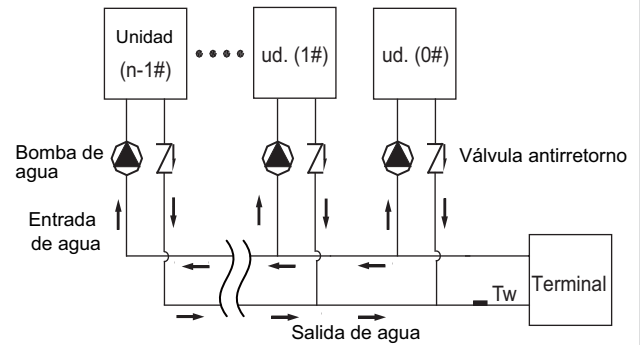 Unidad
(n-1#)
ud. (1#)
ud. (0#)
Bomba de
agua
Válvula antirretorno
Entrada
de agua
Terminal
Tw
Salida de agua